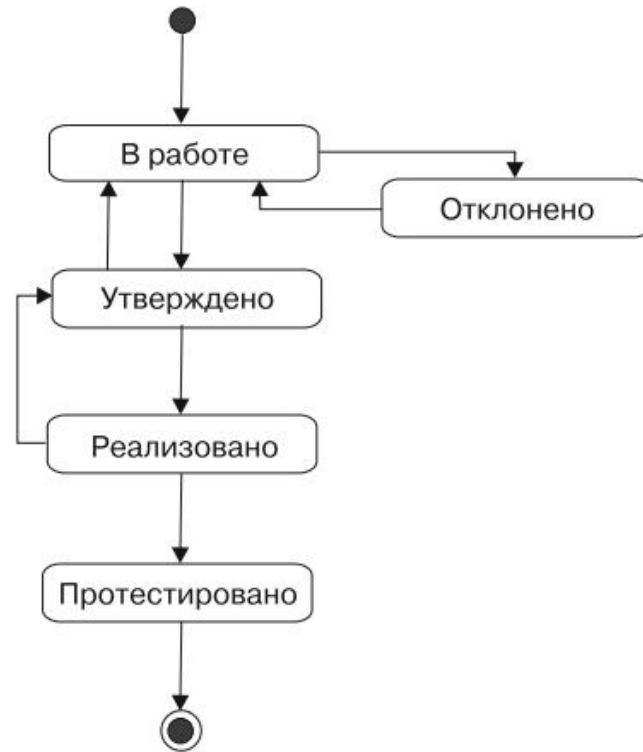 В работе
Отклонено
Утверждено
Реализовано
Протестировано